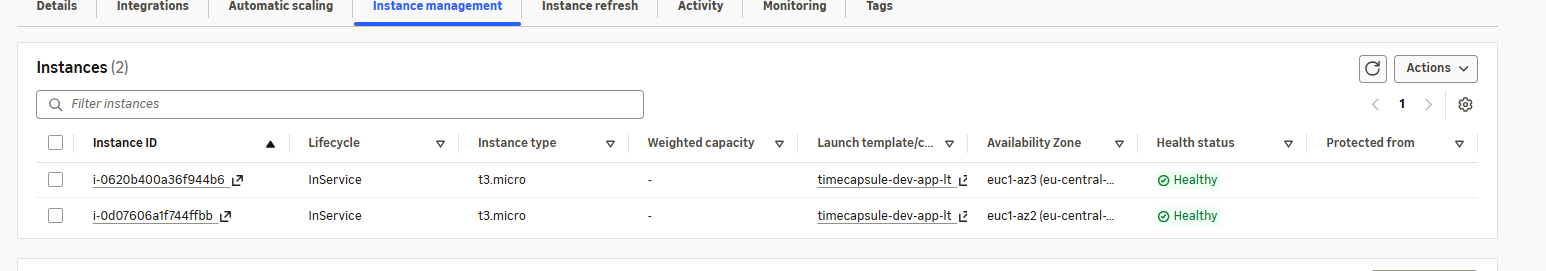 Details Integrations Automatic scaling Instance management Instance refresh Activity Monitoring Tags
Instances (2)
Actions
Filter instances
1
Instance ID Lifecycle Instance type Weighted capacity Launch template/c... Availability Zone Health status Protected from
i-0620b400a36f944b6 InService t3.micro - timecapsule-dev-app-lt euc1-az3 (eu-central-... Healthy
i-0d07606a1f744ffbb InService t3.micro - timecapsule-dev-app-lt euc1-az2 (eu-central-... Healthy